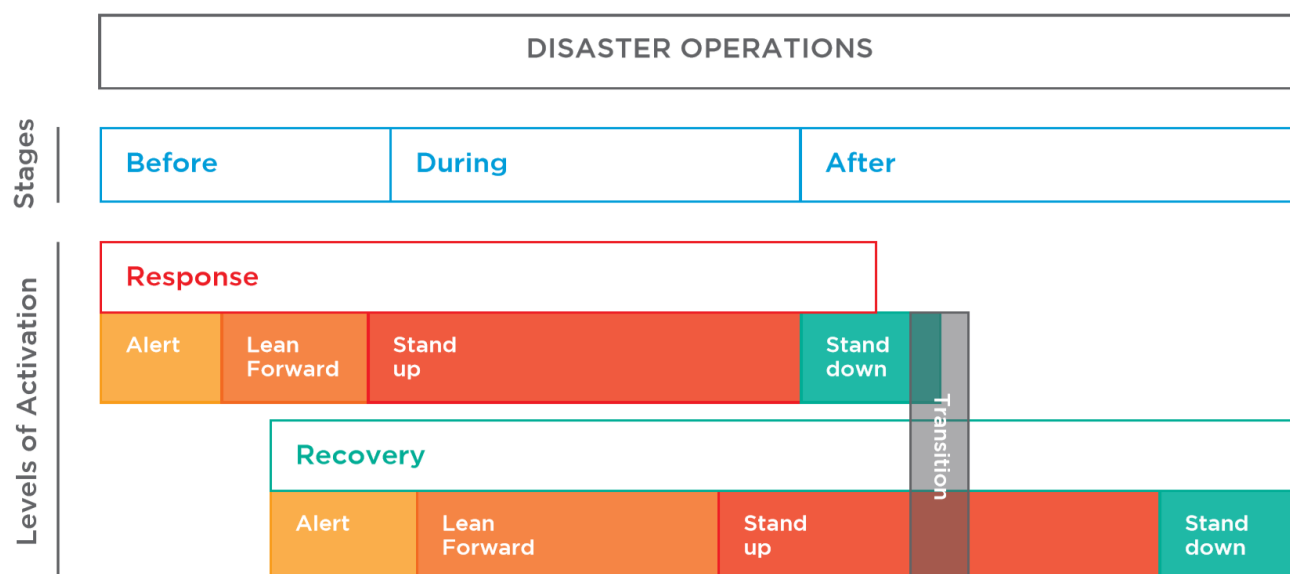 DISASTER OPERATIONS
Stages
Before
During
After
Levels of Activation
Response
Alert
Lean
Forward
Stand
up
Stand
down
Transition
Recovery
Alert
Lean
Forward
Stand
up
Stand
down